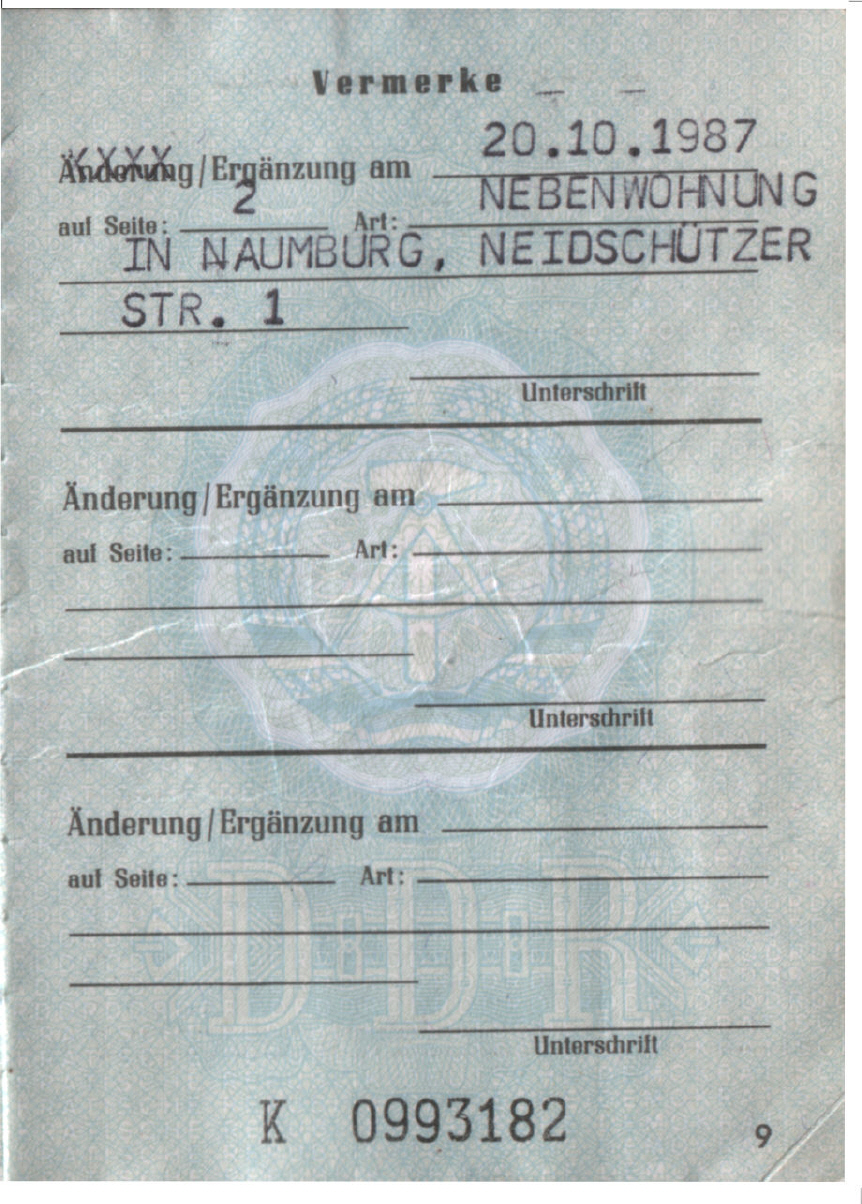 Vermerke
Änderung/Ergänzung am 20.10.1987
auf Seite: 2 Art: NEBENWOHNUNG
IN NAUMBURG, NEIDSCHÜTZER
STR. 1
Unterschrift
Änderung/Ergänzung am
auf Seite: Art:
Unterschrift
Änderung/Ergänzung am
auf Seite: Art:
Unterschrift
DDR
K 0993182
9